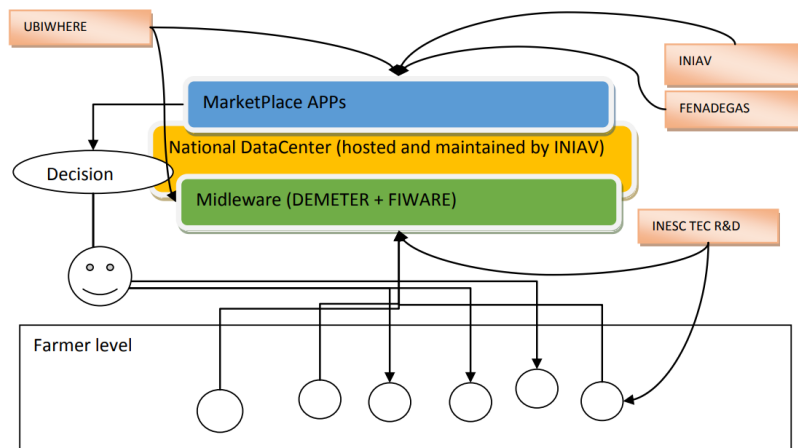 UBIWHERE
INIAV
MarketPlace APPs
FENADEGAS
National DataCenter (hosted and maintained by INIAV)
Decision
Midleware (DEMETER + FIWARE)
INESC TEC R&D
Farmer level